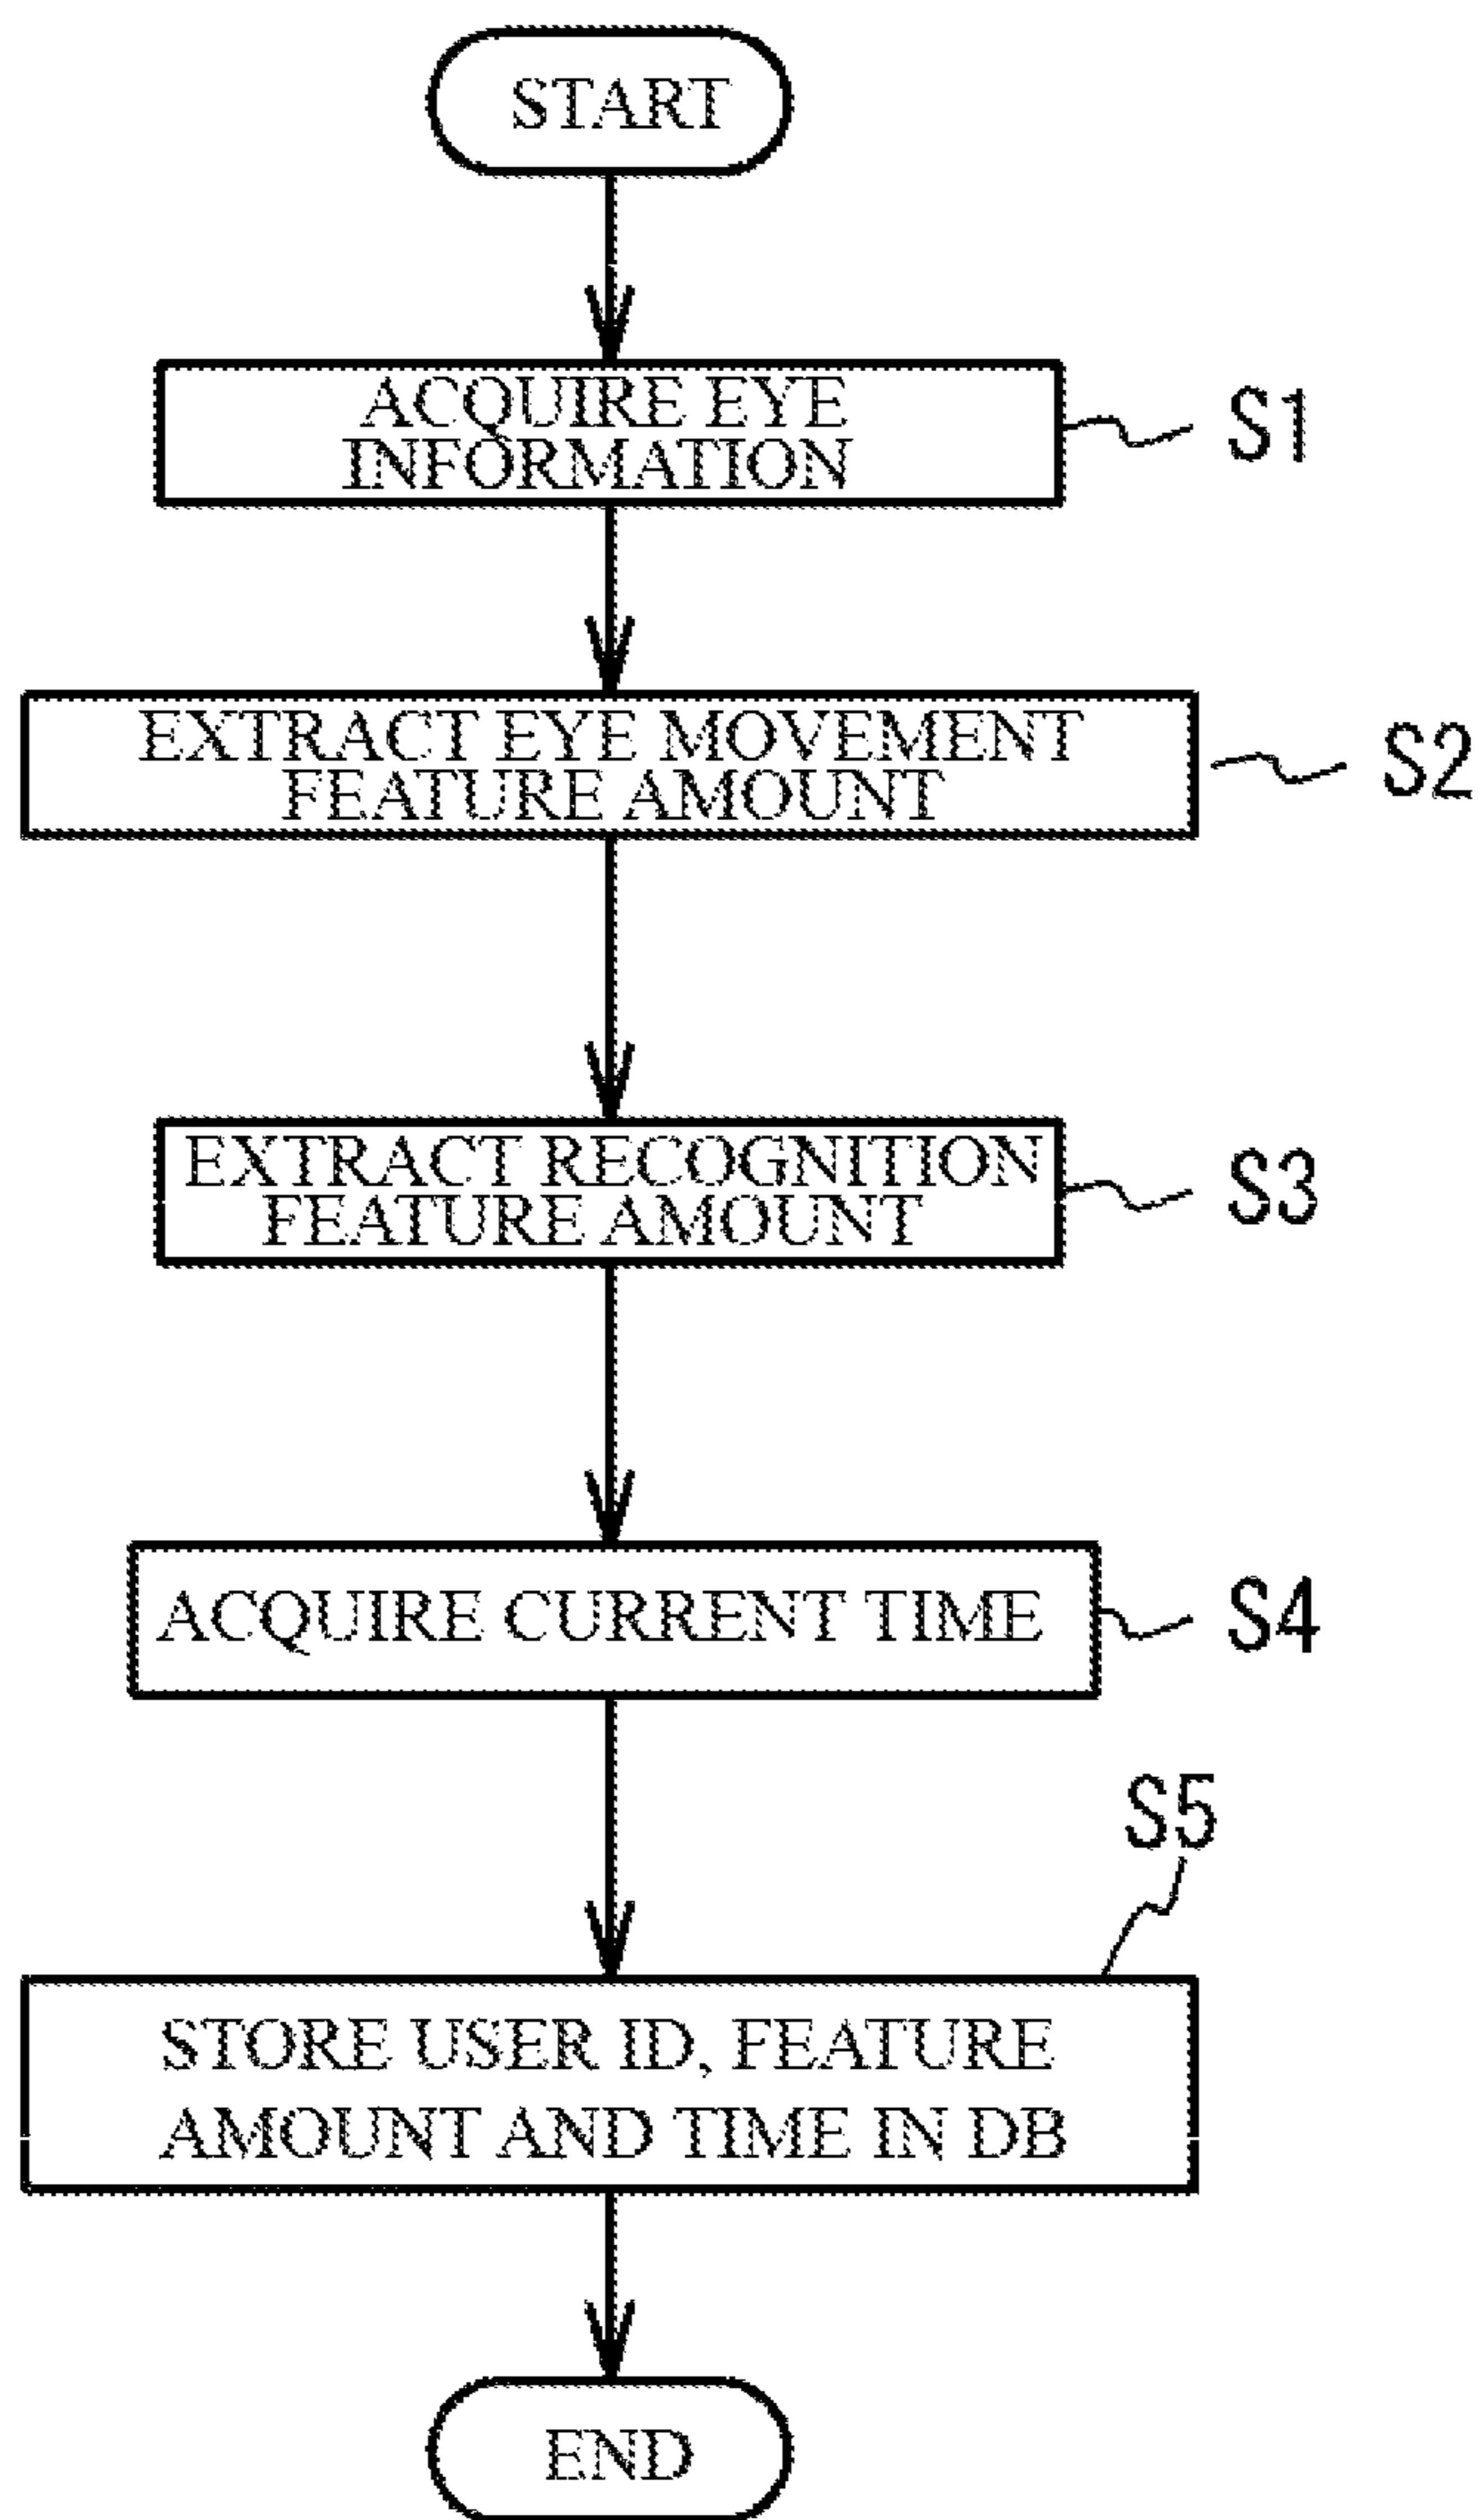 START
ACQUIRE EYE
INFORMATION
S1
EXTRACT EYE MOVEMENT
FEATURE AMOUNT
S2
EXTRACT RECOGNITION
FEATURE AMOUNT
S3
ACQUIRE CURRENT TIME
S4
S5
STORE USER ID, FEATURE
AMOUNT AND TIME IN DB
END